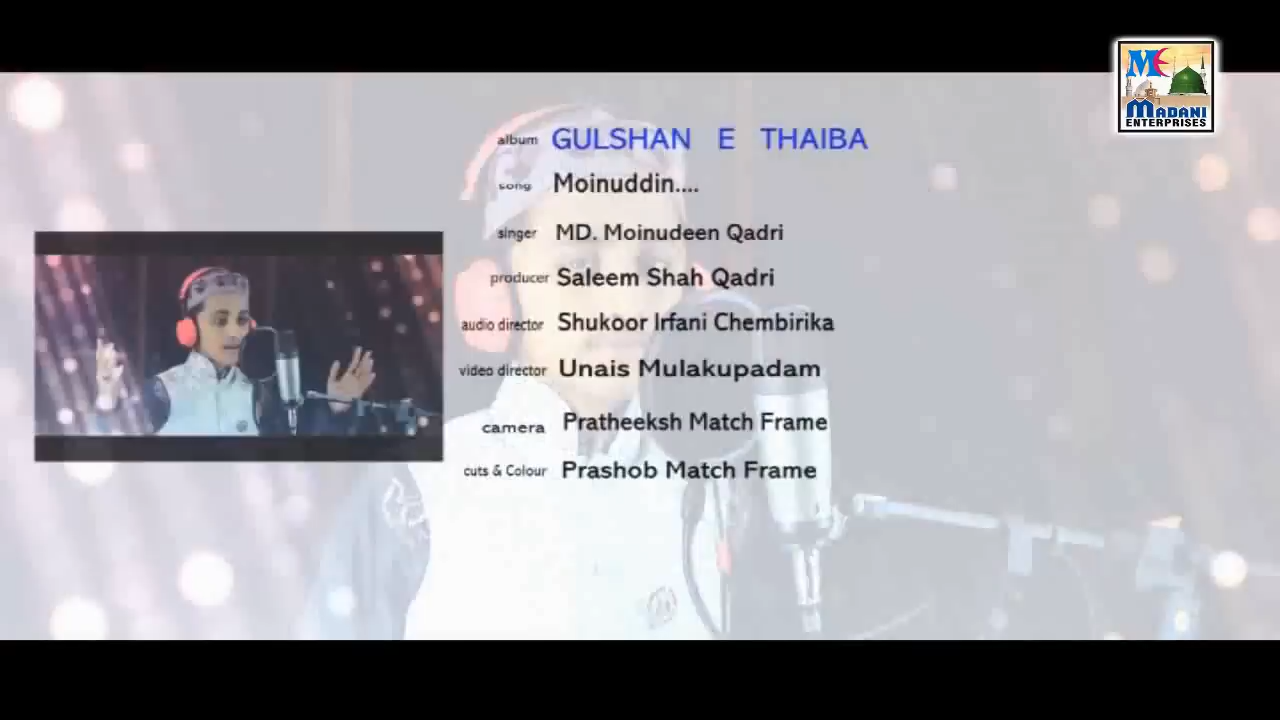 ME
MADANI
ENTERPRISES
album GULSHAN E THAIBA
song Moinuddin....
singer MD. Moinudeen Qadri
producer Saleem Shah Qadri
audio director Shukoor Irfani Chembirika
video director Unais Mulakupadam
camera Pratheeksh Match Frame
cuts & Colour Prashob Match Frame